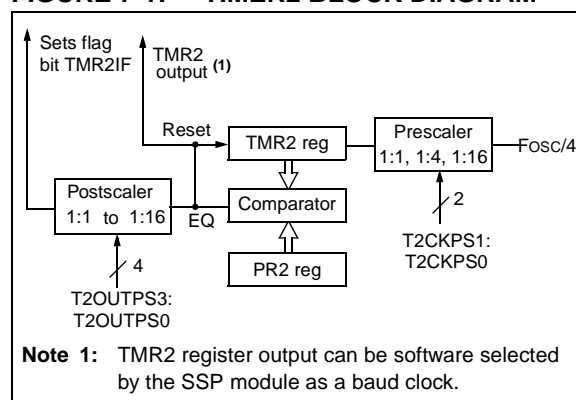 FIGURE TIMER2 BLOCK DIAGRAM
Sets flag
bit TMR2IF
TMR2
output (1)
Reset
TMR2 reg
Prescaler
1:1, 1:4, 1:16
FOSC/4
Postscaler
1:1 to 1:16
EQ
Comparator
2
4
PR2 reg
T2CKPS1:
T2CKPS0
T2OUTPS3:
T2OUTPS0
Note 1: TMR2 register output can be software selected
by the SSP module as a baud clock.